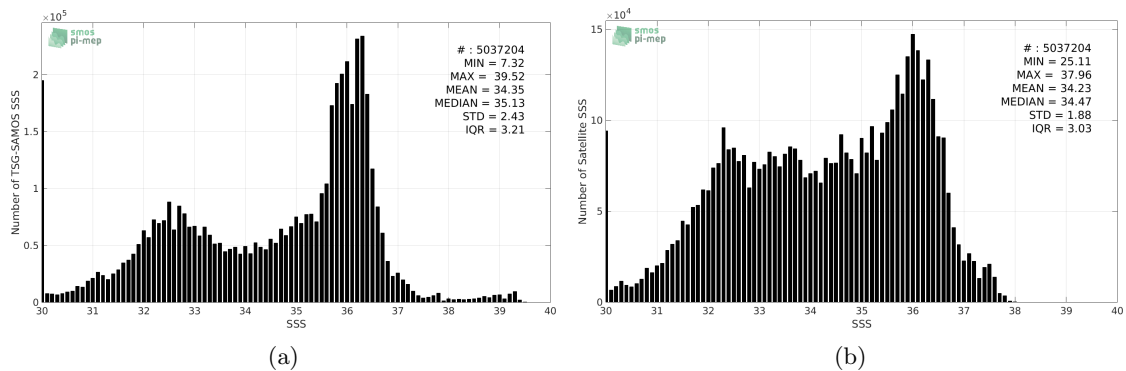 ×10⁵
smos
pi-mep
# : 5037204
MIN = 7.32
MAX = 39.52
MEAN = 34.35
MEDIAN = 35.13
STD = 2.43
IQR = 3.21
Number of TSG-SAMOS SSS
2
1.5
1
0.5
0
30 31 32 33 34 35 36 37 38 39 40
SSS
(a)
×10⁴
smos
pi-mep
# : 5037204
MIN = 25.11
MAX = 37.96
MEAN = 34.23
MEDIAN = 34.47
STD = 1.88
IQR = 3.03
Number of Satellite SSS
15
10
5
0
30 31 32 33 34 35 36 37 38 39 40
SSS
(b)